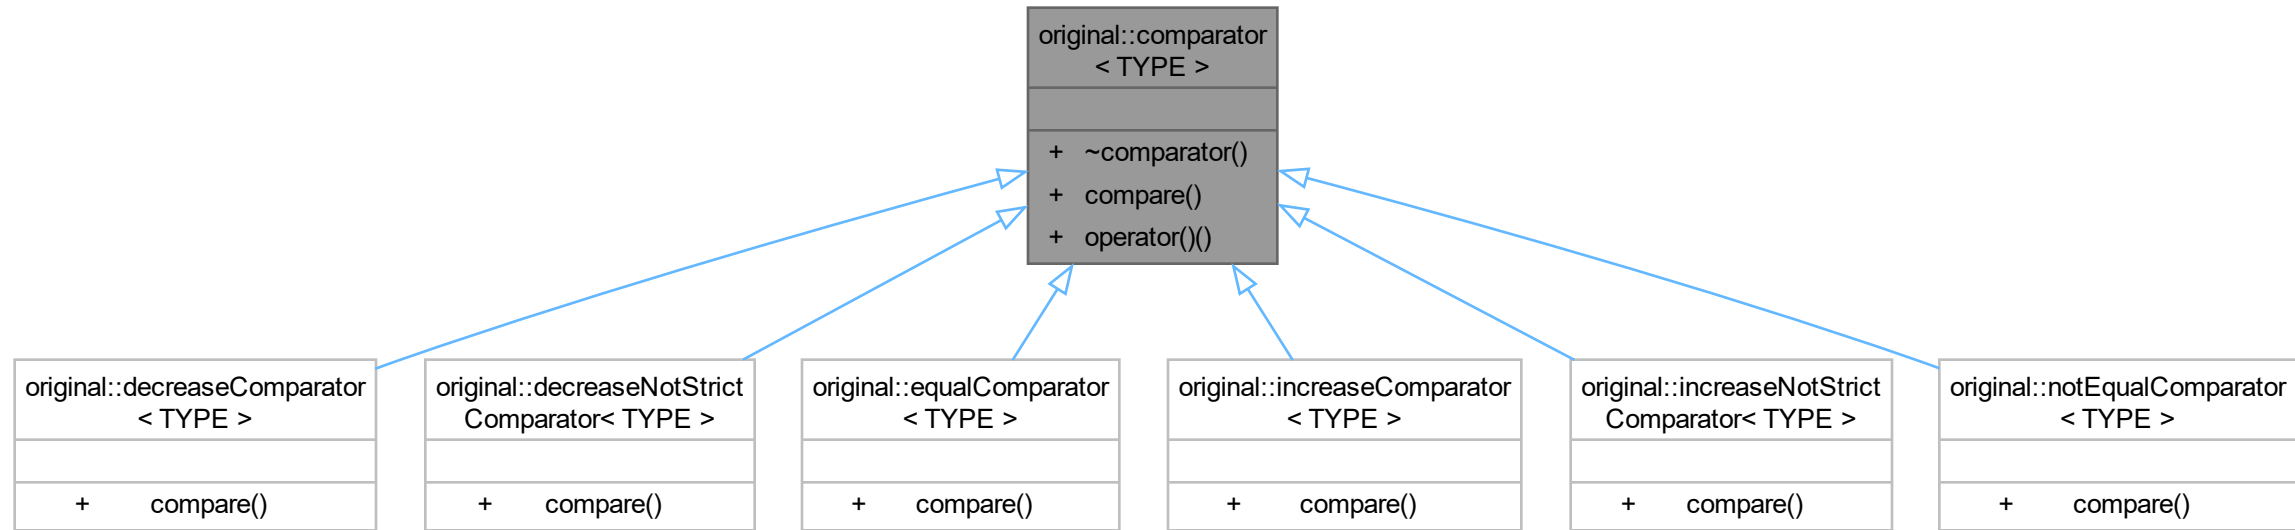 original::comparator
< TYPE >
+ ~comparator()
+ compare()
+ operator()()
original::decreaseComparator
< TYPE >
+ compare()
original::decreaseNotStrict
Comparator< TYPE >
+ compare()
original::equalComparator
< TYPE >
+ compare()
original::increaseComparator
< TYPE >
+ compare()
original::increaseNotStrict
Comparator< TYPE >
+ compare()
original::notEqualComparator
< TYPE >
+ compare()